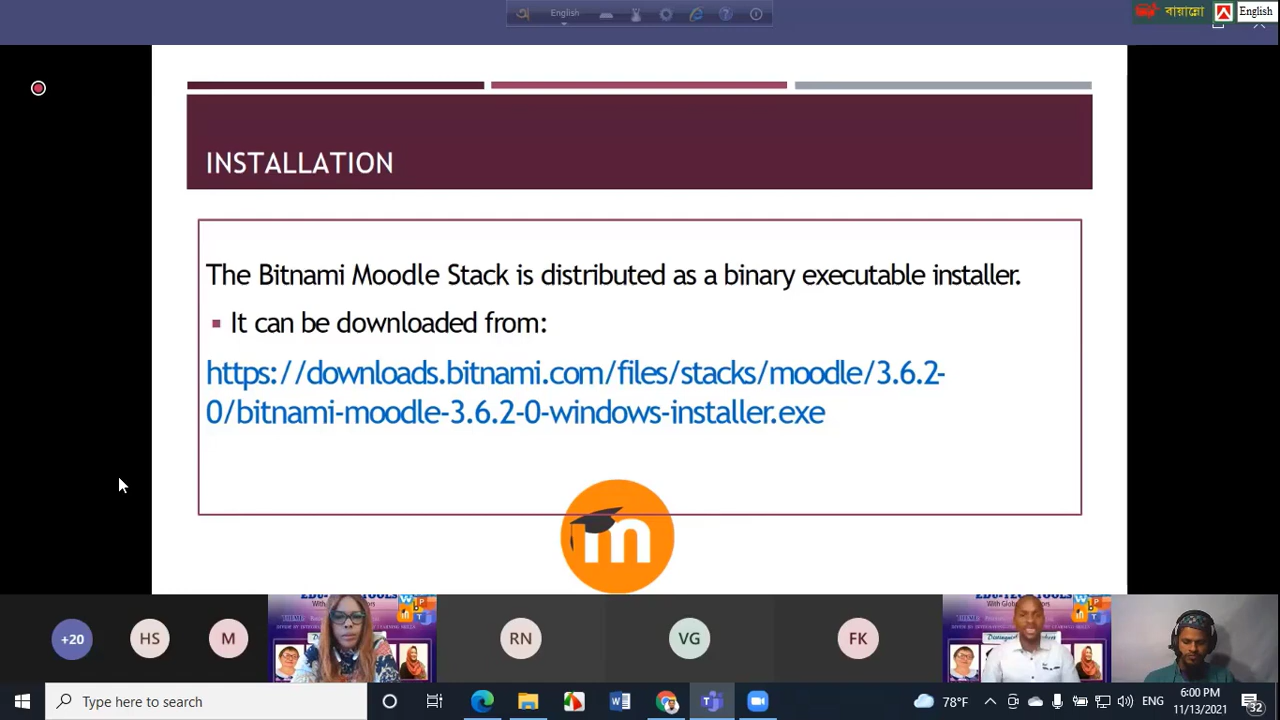 English
বায়ান্নো
English
INSTALLATION
The Bitnami Moodle Stack is distributed as a binary executable installer.
It can be downloaded from:
https://downloads.bitnami.com/files/stacks/moodle/3.6.2-
0/bitnami-moodle-3.6.2-0-windows-installer.exe
m
+20
HS
M
RN
VG
FK
Type here to search
78°F
ENG
6:00 PM
11/13/2021
32